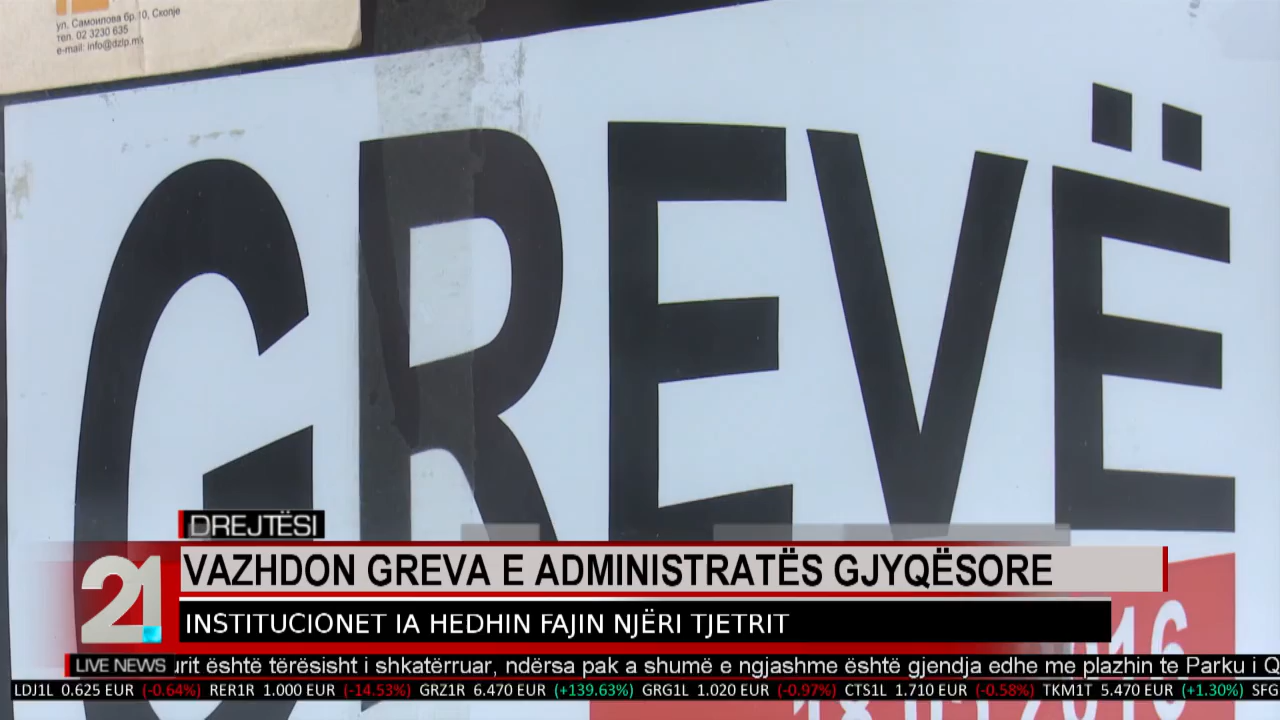 ул. Самоилова бр.10, Скопје
тел. 02 3230 635
e-mail: info@dzlp.mk
GREVË
DREJTËSI
21
VAZHDON GREVA E ADMINISTRATËS GJYQËSORE
INSTITUCIONET IA HEDHIN FAJIN NJËRI TJETRIT
LIVE NEWS
është tërësisht i shkatërruar, ndërsa pak a shumë e ngjashme është gjendja edhe me plazhin te Parku i
LDJ1L 0.625 EUR (-0.64%) RER1R 1.000 EUR (-14.53%) GRZ1R 6.470 EUR (+139.63%) GRG1L 1.020 EUR (-0.97%) CTS1L 1.710 EUR (-0.58%) TKM1T 5.470 EUR (+1.30%) SFG